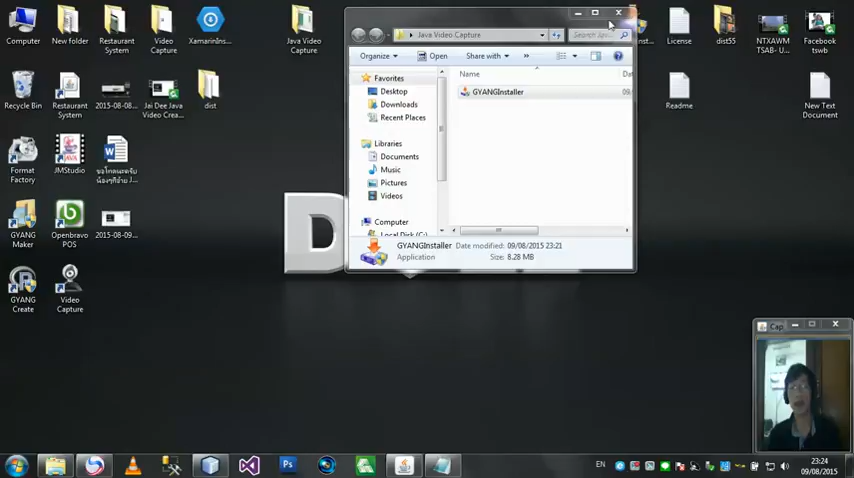 Computer
New folder
Restaurant
System
Video
Capture
Java Video
Capture
License
dist55
NTXAWM
TSAB- U...
Facebook
tswb
Recycle Bin
Restaurant
System
2015-08-08...
Jai Dee Java
Video Crea...
dist
Readme
New Text
Document
Format
Factory
JMStudio
GYANG
Maker
Openbravo
POS
2015-08-09...
GYANG
Create
Video
Capture
Java Video Capture
Organize
Open
Share with
»
Favorites
Desktop
Downloads
Recent Places
Libraries
Documents
Music
Pictures
Videos
Computer
Local Disk (C:)
Name
Da
GYANGInstaller
09/
GYANGInstaller
Date modified: 09/08/2015 23:21
Application
Size: 8.28 MB
D
Cap
Ps
EN
23:24
09/08/2015